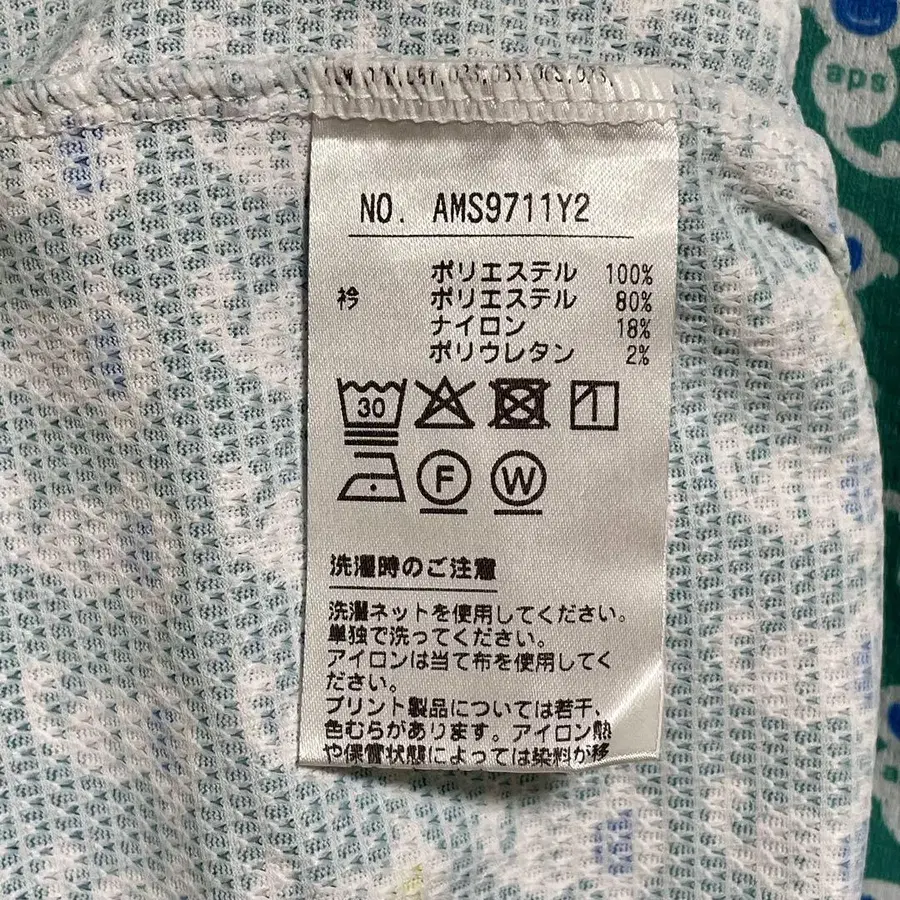 NO. AMS9711Y2
ポリエステル 100%
衿 ポリエステル 80%
ナイロン 18%
ポリウレタン 2%
30
F W
洗濯時のご注意
洗濯ネットを使用してください。
単独で洗ってください。
アイロンは当て布を使用してく
ださい。
プリント製品については若干、
色むらがあります。アイロン熱
や保管状態によっては染料が移
ads